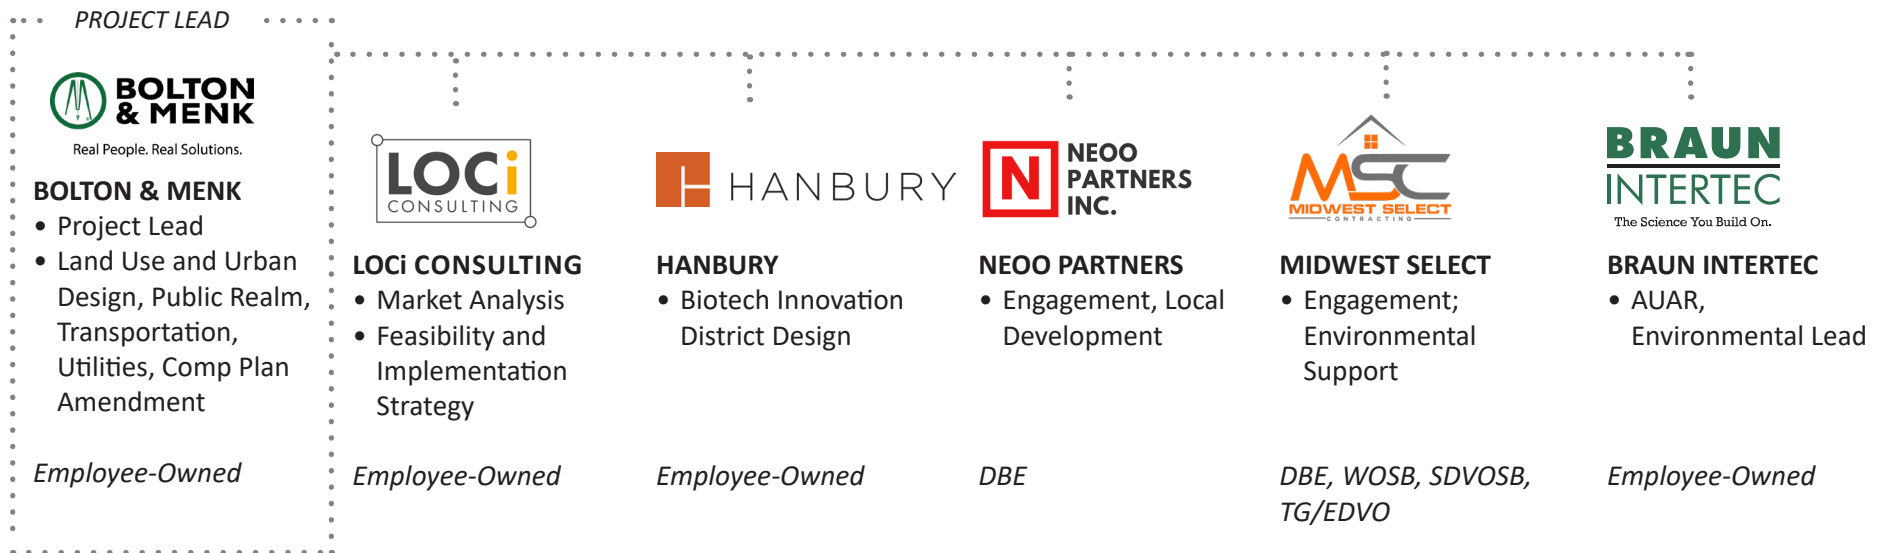 PROJECT LEAD
BOLTON
& MENK
Real People. Real Solutions.
BOLTON & MENK
• Project Lead
• Land Use and Urban
Design, Public Realm,
Transportation,
Utilities, Comp Plan
Amendment
Employee-Owned
LOCi
CONSULTING
LOCi CONSULTING
• Market Analysis
• Feasibility and
Implementation
Strategy
Employee-Owned
HANBURY
HANBURY
• Biotech Innovation
District Design
Employee-Owned
N
NEOO
PARTNERS
INC.
NEOO PARTNERS
• Engagement, Local
Development
DBE
MSC
MIDWEST SELECT
CONTRACTING
MIDWEST SELECT
• Engagement;
Environmental
Support
DBE, WOSB, SDVOSB,
TG/EDVO
BRAUN
INTERTEC
The Science You Build On.
BRAUN INTERTEC
• AUAR,
Environmental Lead
Employee-Owned